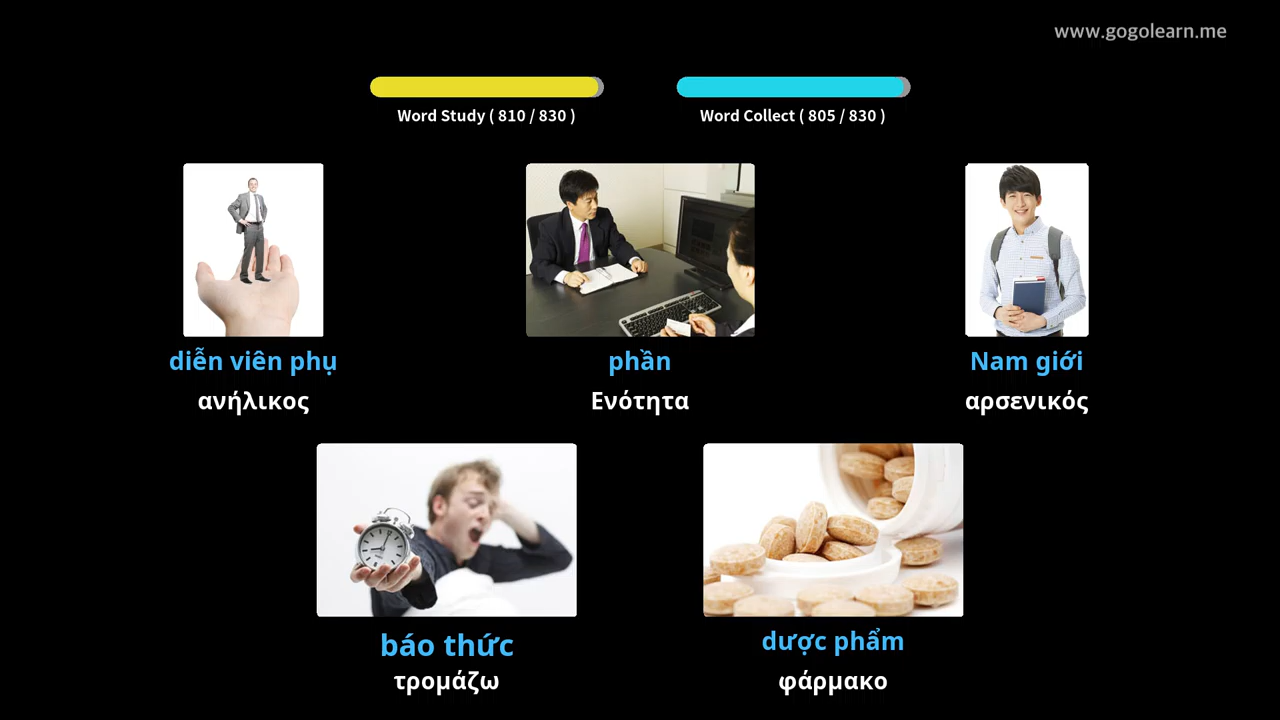 www.gogolearn.me
Word Study ( 810 / 830 )
Word Collect ( 805 / 830 )
diễn viên phụ
ανήλικος
phần
Ενότητα
Nam giới
αρσενικός
báo thức
τρομάζω
dược phẩm
φάρμακο